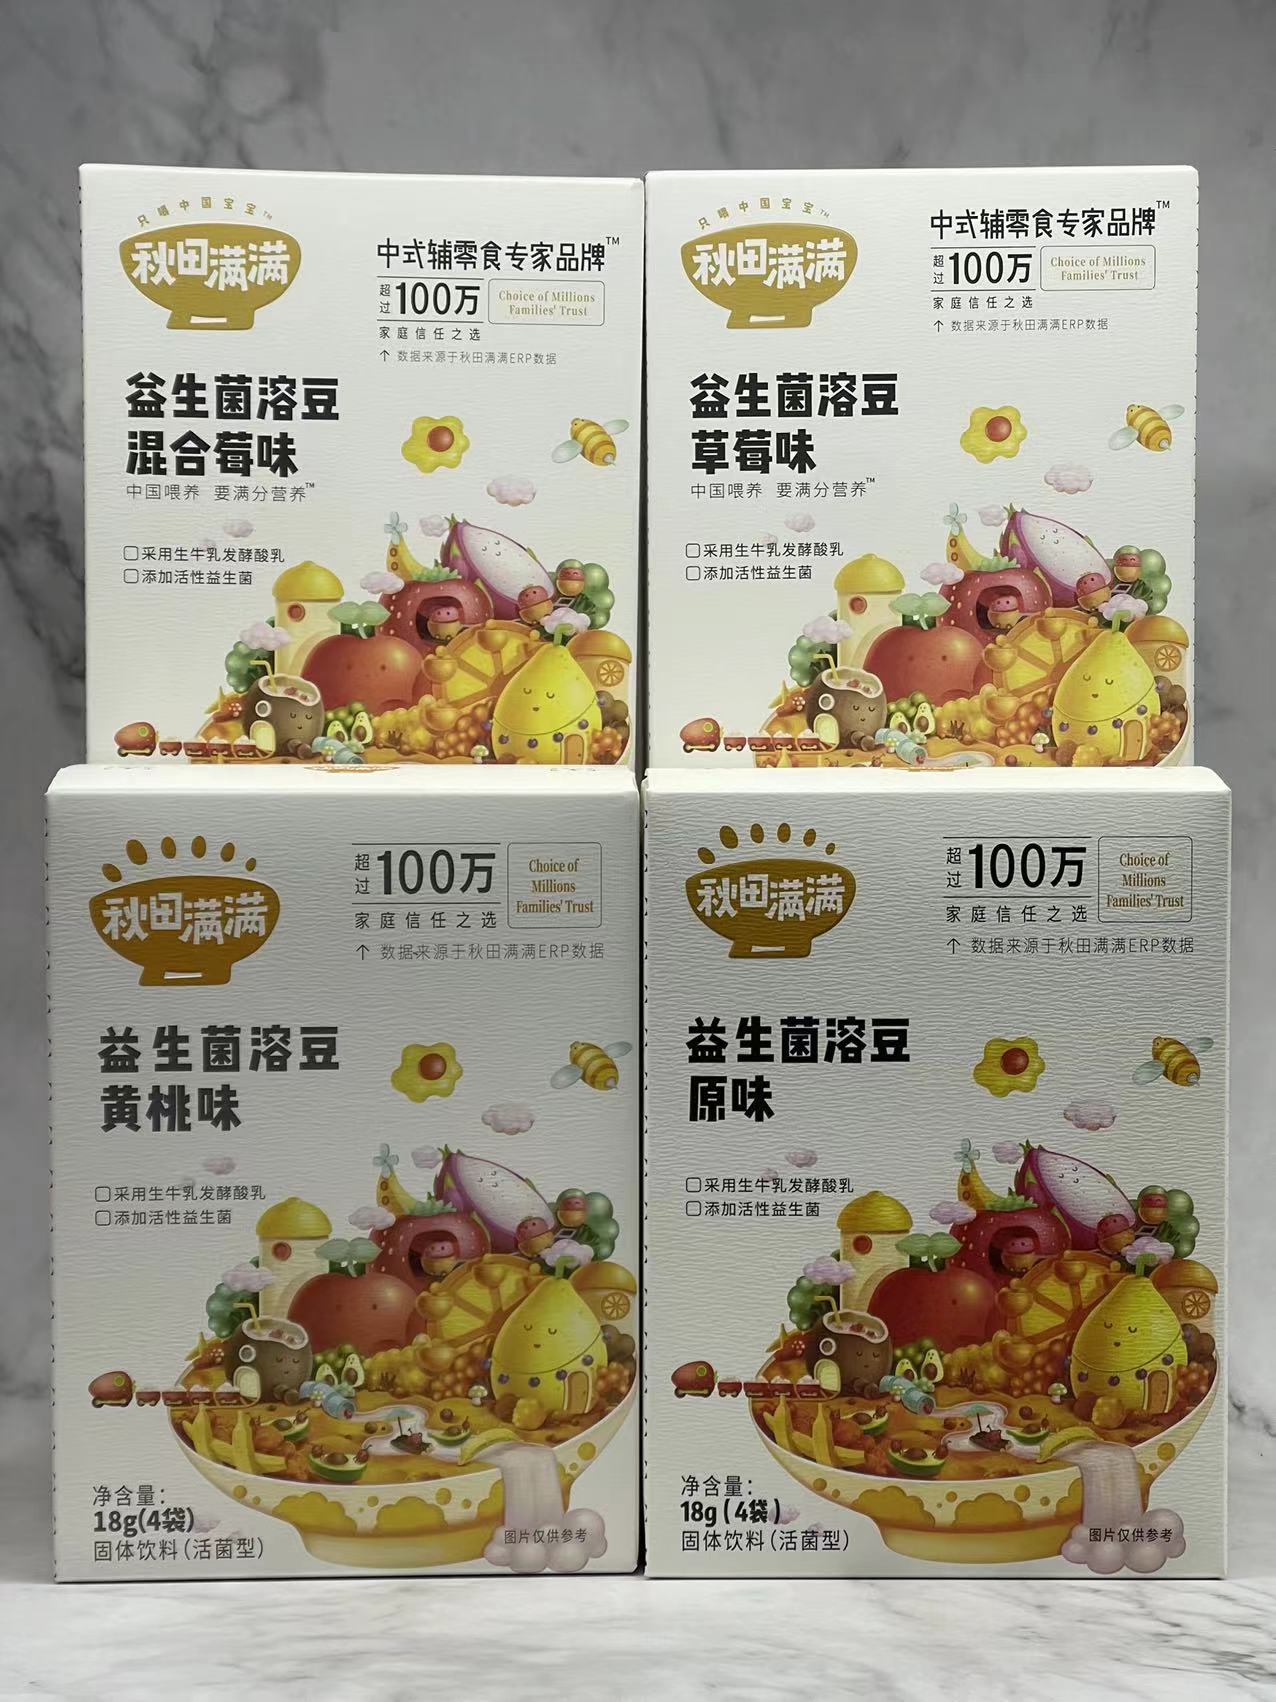 只喂中国宝宝™
秋田满满
中式辅零食专家品牌™
超过100万
家庭信任之选
Choice of Millions
Families' Trust
↑ 数据来源于秋田满满ERP数据
益生菌溶豆
混合莓味
中国喂养 要满分营养™
采用生牛乳发酵酸乳
添加活性益生菌
只喂中国宝宝™
秋田满满
中式辅零食专家品牌™
超过100万
家庭信任之选
Choice of Millions
Families' Trust
↑ 数据来源于秋田满满ERP数据
益生菌溶豆
草莓味
中国喂养 要满分营养™
采用生牛乳发酵酸乳
添加活性益生菌
秋田满满
超过100万
家庭信任之选
Choice of
Millions
Families' Trust
↑ 数据来源于秋田满满ERP数据
益生菌溶豆
黄桃味
采用生牛乳发酵酸乳
添加活性益生菌
净含量：
18g(4袋)
固体饮料(活菌型)
图片仅供参考
秋田满满
超过100万
家庭信任之选
Choice of
Millions
Families' Trust
↑ 数据来源于秋田满满ERP数据
益生菌溶豆
原味
采用生牛乳发酵酸乳
添加活性益生菌
净含量：
18g(4袋)
固体饮料(活菌型)
图片仅供参考